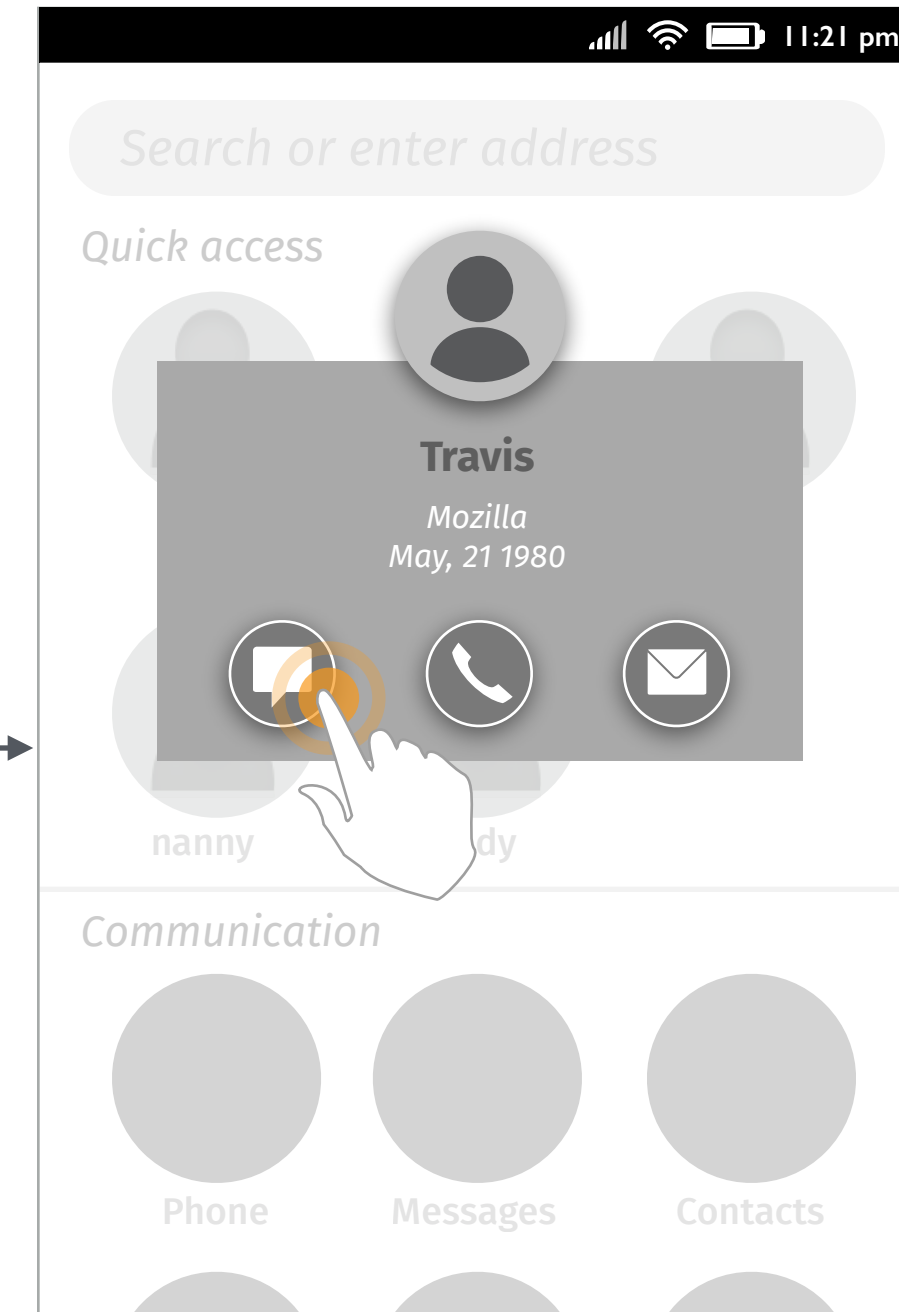 11:21 pm
Search or enter address
Quick access
Travis
Mozilla
May, 21 1980
nanny
dy
Communication
Phone
Messages
Contacts